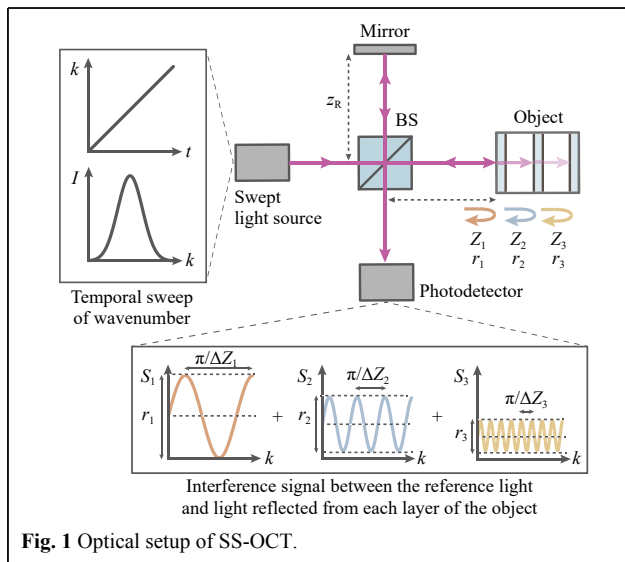 Mirror
k
z_R
BS
Object
t
I
Swept
light source
Z_1 Z_2 Z_3
r_1 r_2 r_3
k
Temporal sweep
of wavenumber
Photodetector
S_1 π/ΔZ_1 S_2 π/ΔZ_2 S_3 π/ΔZ_3
r_1 + r_2 + r_3
k k k
Interference signal between the reference light
and light reflected from each layer of the object
Fig. 1 Optical setup of SS-OCT.